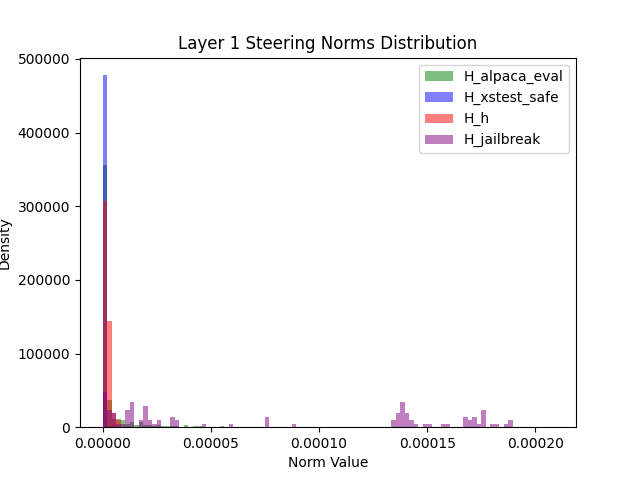 Layer 1 Steering Norms Distribution
H_alpaca_eval
H_xstest_safe
H_h
H_jailbreak
Density
500000
400000
300000
200000
100000
0
0.00000
0.00005
0.00010
0.00015
0.00020
Norm Value